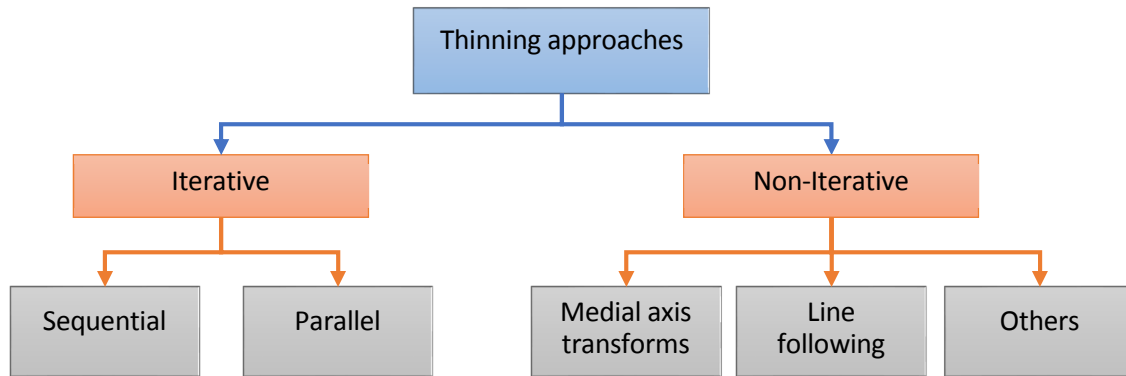 Thinning approaches
Iterative
Non-Iterative
Sequential
Parallel
Medial axis
transforms
Line
following
Others